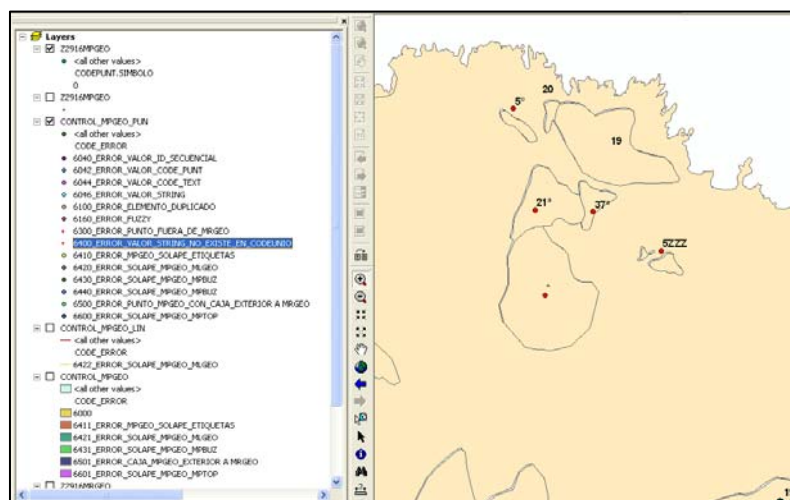 Layers
Z2916MPGEO
<all other values>
CODEPUNT.SIMBOLO
0
Z2916MPGEO
CONTROL_MPGEO_PUN
<all other values>
CODE_ERROR
6040_ERROR_VALOR_ID_SECUENCIAL
6042_ERROR_VALOR_CODE_PUNT
6044_ERROR_VALOR_CODE_TEXT
6046_ERROR_VALOR_STRING
6100_ERROR_ELEMENTO_DUPLICADO
6160_ERROR_FUZZY
6300_ERROR_PUNTO_FUERA_DE_MRGEO
6400_ERROR_VALOR_STRING_NO_EXISTE_EN_CODEUNIO
6410_ERROR_MPGEO_SOLAPE_ETIQUETAS
6420_ERROR_SOLAPE_MPGEO_MLGEO
6430_ERROR_SOLAPE_MPGEO_MPBUZ
6440_ERROR_SOLAPE_MPGEO_MPBUZ
6500_ERROR_PUNTO_MPGEO_CON_CAJA_EXTERIOR A MRGEO
6600_ERROR_SOLAPE_MPGEO_MPTOP
CONTROL_MPGEO_LIN
<all other values>
CODE_ERROR
6422_ERROR_SOLAPE_MPGEO_MLGEO
CONTROL_MPGEO
<all other values>
CODE_ERROR
6000
6411_ERROR_MPGEO_SOLAPE_ETIQUETAS
6421_ERROR_SOLAPE_MPGEO_MLGEO
6431_ERROR_SOLAPE_MPGEO_MPBUZ
6501_ERROR_CAJA_MPGEO_EXTERIOR A MRGEO
6601_ERROR_SOLAPE_MPGEO_MPTOP
Z2916MRGEO
20
5°
19
21°
37°
5ZZZ